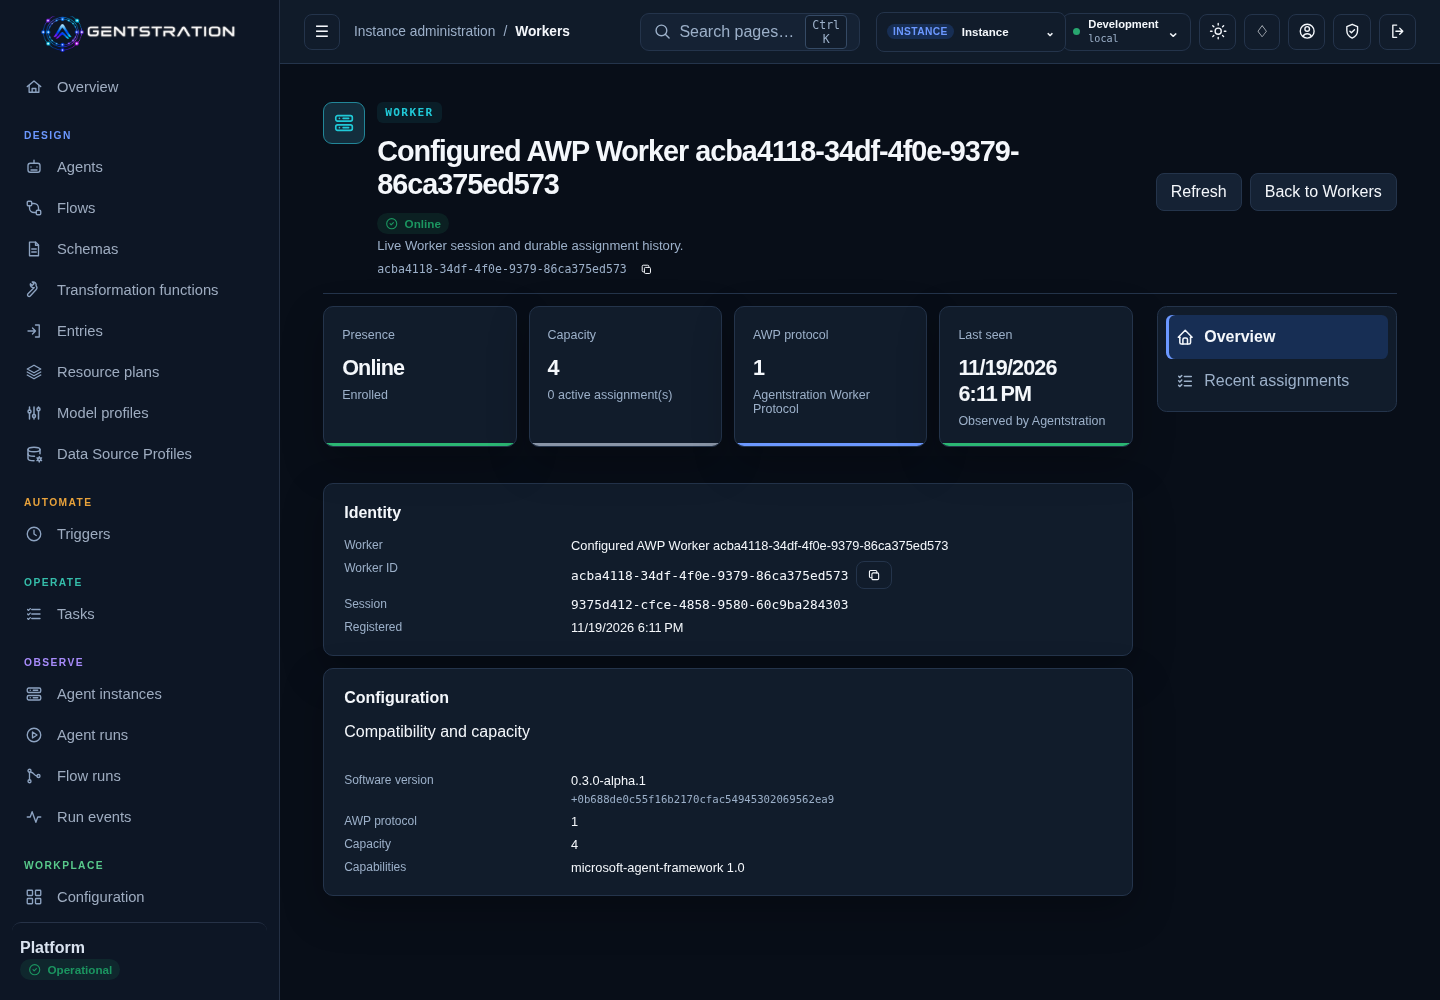 GENTSTRATION
Overview
DESIGN
Agents
Flows
Schemas
Transformation functions
Entries
Resource plans
Model profiles
Data Source Profiles
AUTOMATE
Triggers
OPERATE
Tasks
OBSERVE
Agent instances
Agent runs
Flow runs
Run events
WORKPLACE
Configuration
Platform
Operational
Instance administration / Workers
Search pages… Ctrl K
INSTANCE Instance
Development
local
WORKER
Configured AWP Worker acba4118-34df-4f0e-9379-
86ca375ed573
Online
Live Worker session and durable assignment history.
acba4118-34df-4f0e-9379-86ca375ed573
Refresh
Back to Workers
Presence
Online
Enrolled
Capacity
4
0 active assignment(s)
AWP protocol
1
Agentstration Worker
Protocol
Last seen
11/19/2026
6:11 PM
Observed by Agentstration
Overview
Recent assignments
Identity
Worker Configured AWP Worker acba4118-34df-4f0e-9379-86ca375ed573
Worker ID acba4118-34df-4f0e-9379-86ca375ed573
Session 9375d412-cfce-4858-9580-60c9ba284303
Registered 11/19/2026 6:11 PM
Configuration
Compatibility and capacity
Software version 0.3.0-alpha.1
+0b688de0c55f16b2170cfac54945302069562ea9
AWP protocol 1
Capacity 4
Capabilities microsoft-agent-framework 1.0